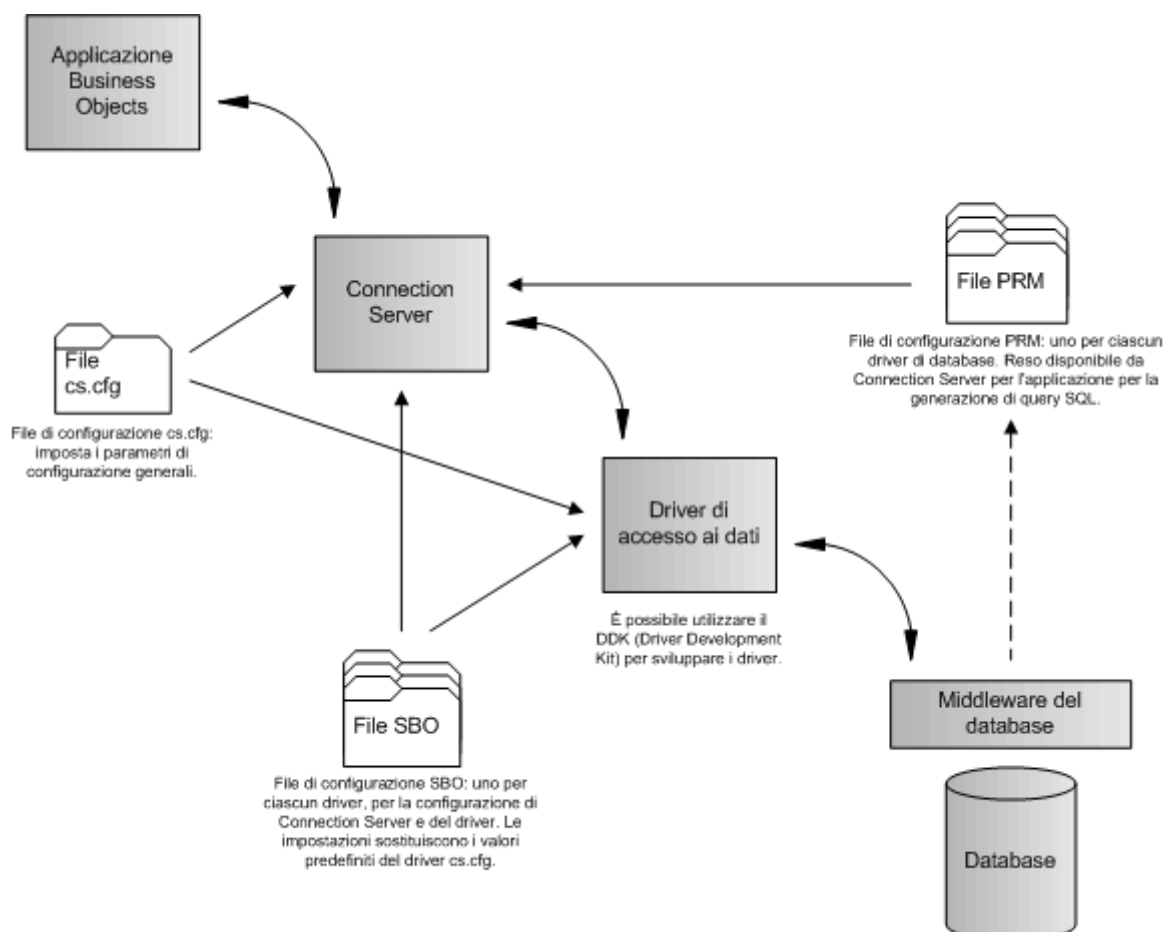 Applicazione
Business
Objects
Connection
Server
File PRM
File di configurazione PRM: uno per ciascun
driver di database. Reso disponibile da
Connection Server per l'applicazione per la
generazione di query SQL.
File
cs.cfg
File di configurazione cs.cfg:
imposta i parametri di
configurazione generali.
Driver di
accesso ai dati
É possibile utilizzare il
DDK (Driver Development
Kit) per sviluppare i driver.
File SBO
File di configurazione SBO: uno per
ciascun driver, per la configurazione di
Connection Server e del driver. Le
impostazioni sostituiscono i valori
predefiniti del driver cs.cfg.
Middleware del
database
Database